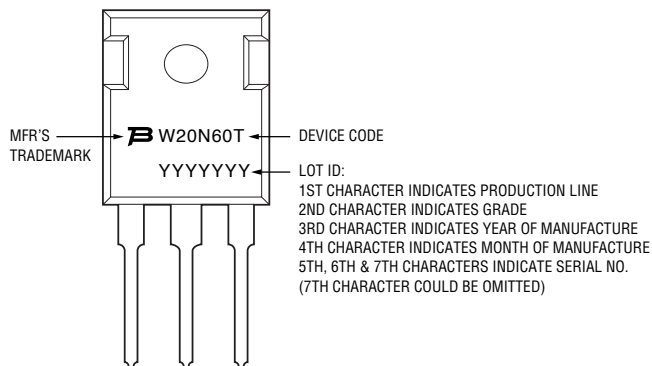 MFR'S
TRADEMARK
B W20N60T
DEVICE CODE
YYYYYYY
LOT ID:
1ST CHARACTER INDICATES PRODUCTION LINE
2ND CHARACTER INDICATES GRADE
3RD CHARACTER INDICATES YEAR OF MANUFACTURE
4TH CHARACTER INDICATES MONTH OF MANUFACTURE
5TH, 6TH & 7TH CHARACTERS INDICATE SERIAL NO.
(7TH CHARACTER COULD BE OMITTED)